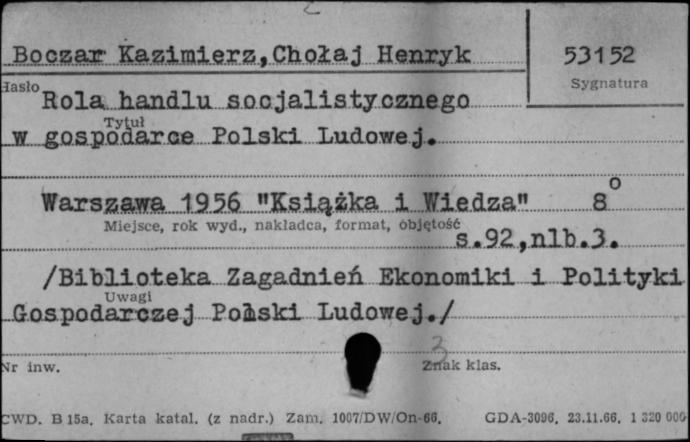 Boczar Kazimierz, Chołaj Henryk
53152
Hasło
Sygnatura
Rola handlu socjalistycznego
Tytuł
w gospodarce Polski Ludowej.
Warszawa 1956 "Książka i Wiedza" 8°
Miejsce, rok wyd., nakładca, format, objętość
s.92,nlb.3.
/Biblioteka Zagadnień Ekonomiki i Polityki
Uwagi
Gospodarczej Polski Ludowej./
3
Nr inw.
Znak klas.
CWD. B 15a. Karta katal. (z nadr.) Zam. 1007/DW/On-66. GDA-3096. 23.11.66. 1 320 000